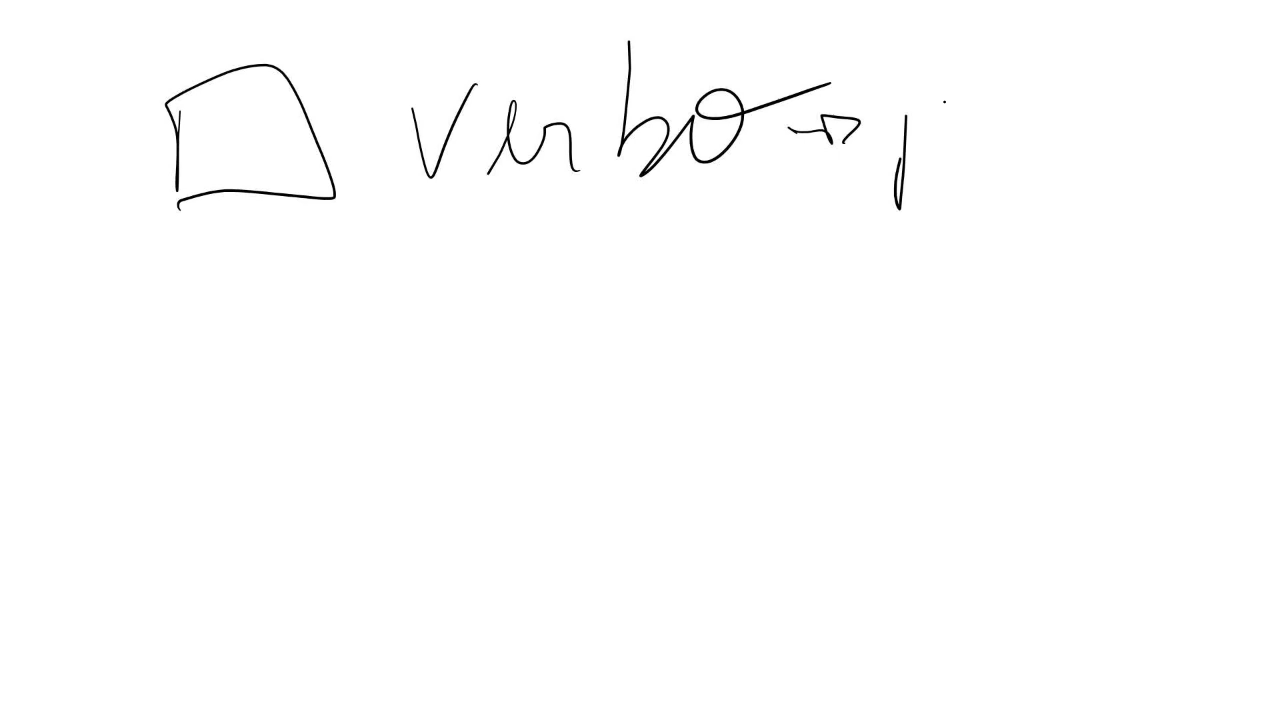 verbo →